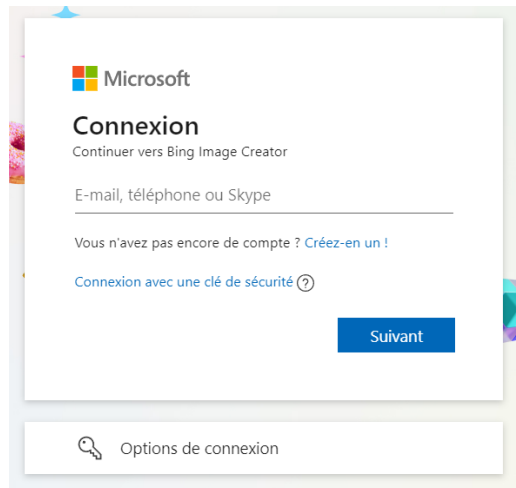 Microsoft
Connexion
Continuer vers Bing Image Creator
E-mail, téléphone ou Skype
Vous n'avez pas encore de compte ? Créez-en un !
Connexion avec une clé de sécurité ?
Suivant
Options de connexion